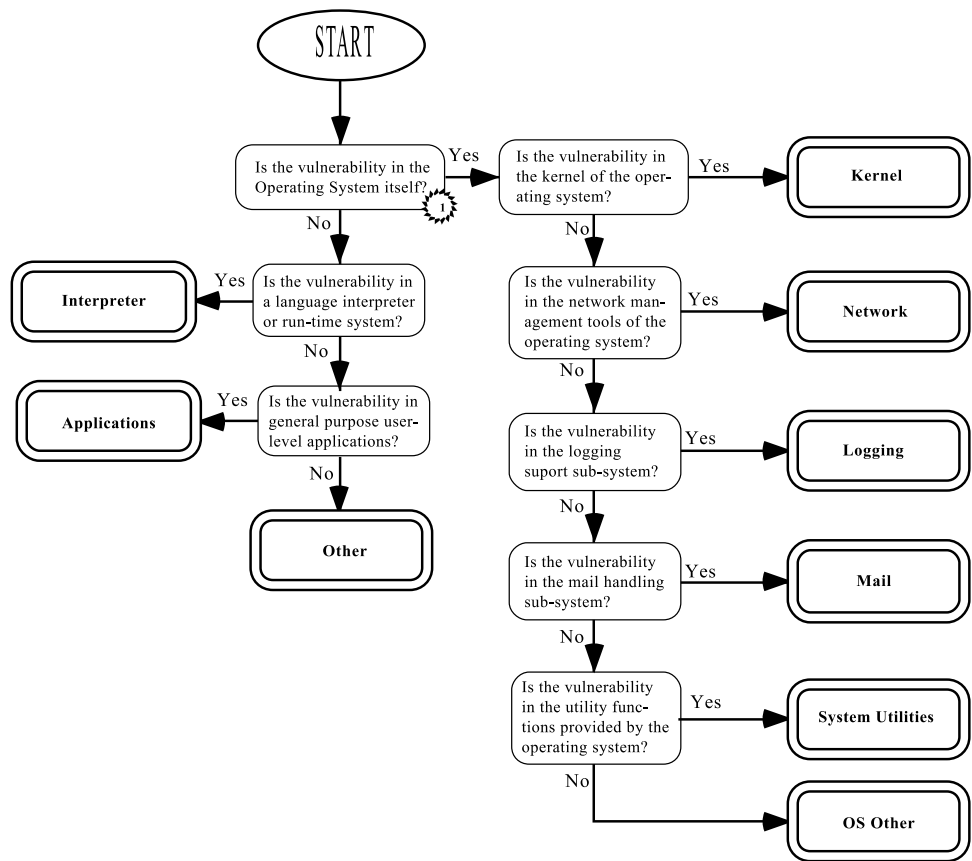 START
Is the vulnerability in the
Operating System itself?
1
Yes
No
Is the vulnerability in
the kernel of the oper-
ating system?
Yes
Kernel
No
Is the vulnerability in
a language interpreter
or run-time system?
Yes
Interpreter
No
Is the vulnerability
in the network man-
agement tools of the
operating system?
Yes
Network
No
Is the vulnerability in
general purpose user-
level applications?
Yes
Applications
No
Other
Is the vulnerability
in the logging
suport sub-system?
Yes
Logging
No
Is the vulnerability
in the mail handling
sub-system?
Yes
Mail
No
Is the vulnerability
in the utility func-
tions provided by the
operating system?
Yes
System Utilities
No
OS Other